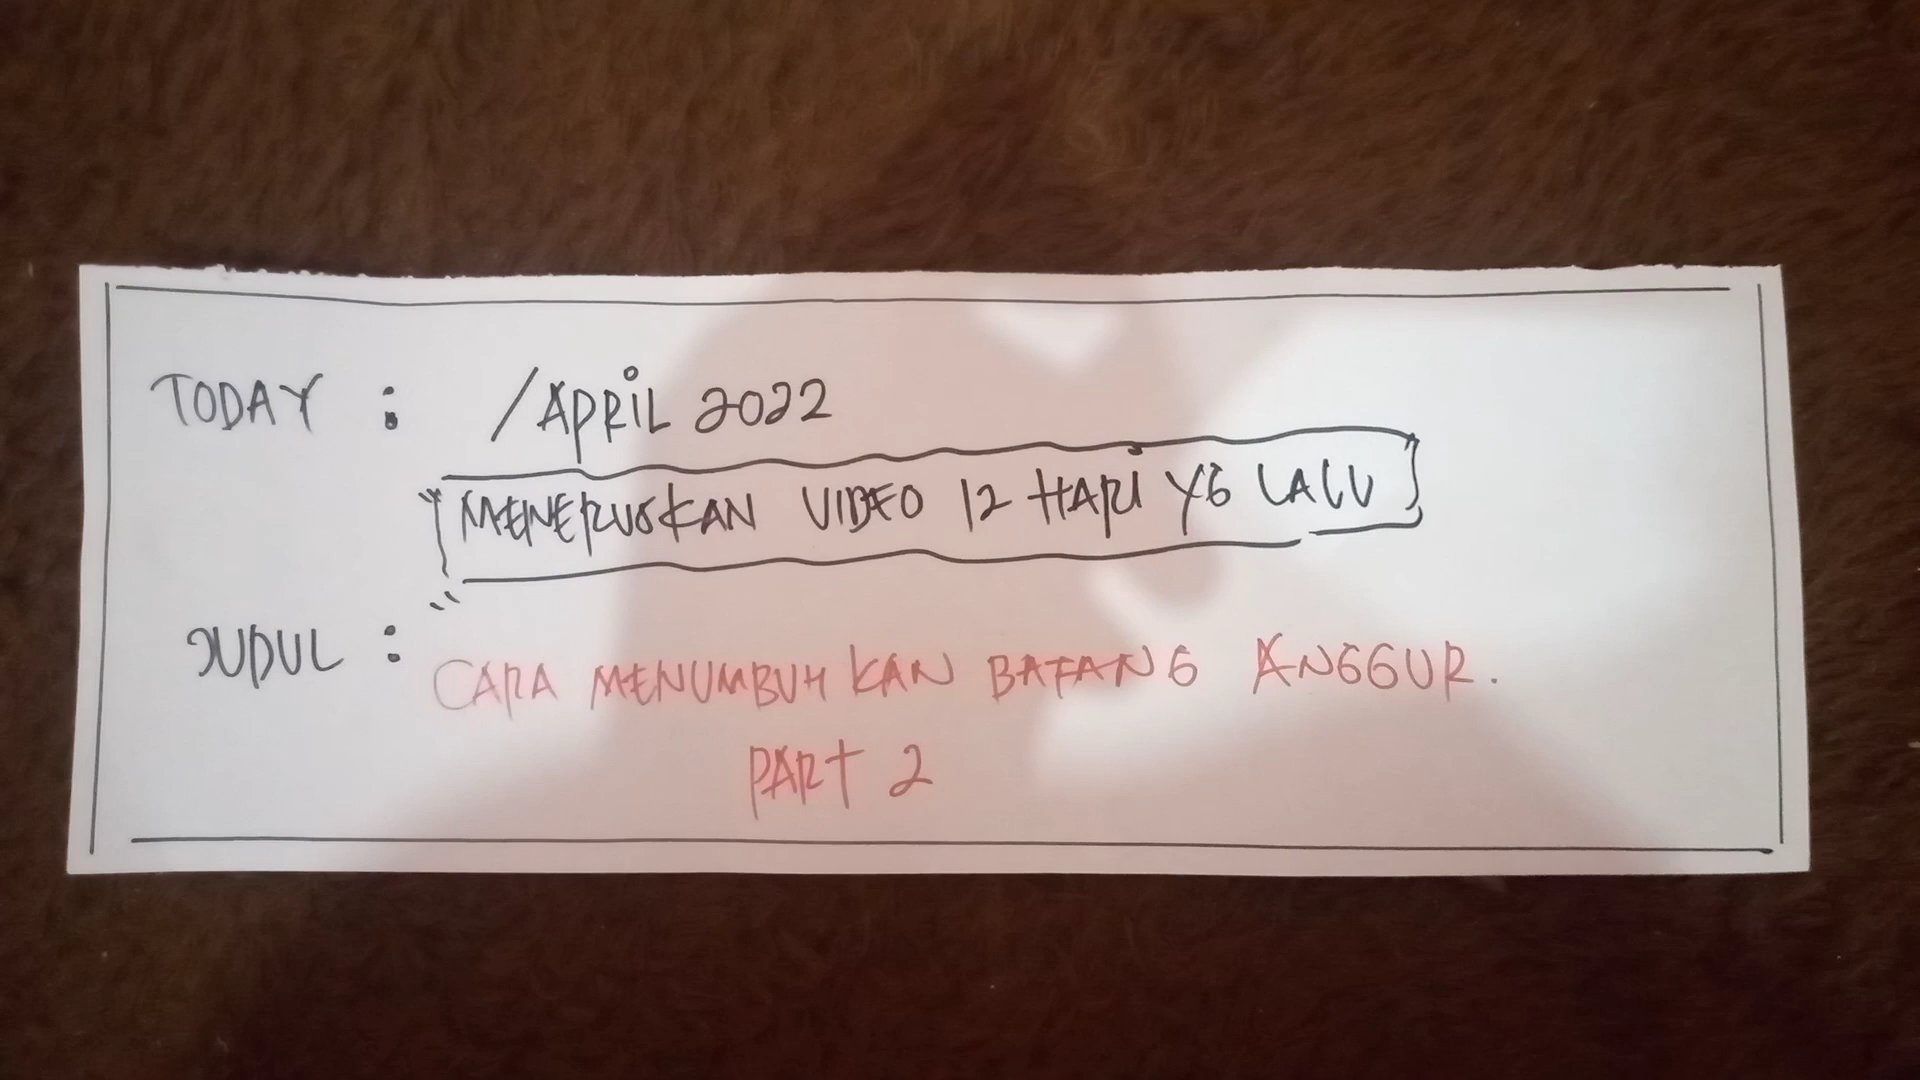 TODAY : /APRIL 2022
MENERUSKAN VIDEO 12 HARI YG LALU
JUDUL : " CARA MENUMBUHKAN BATANG ANGGUR.
PART 2